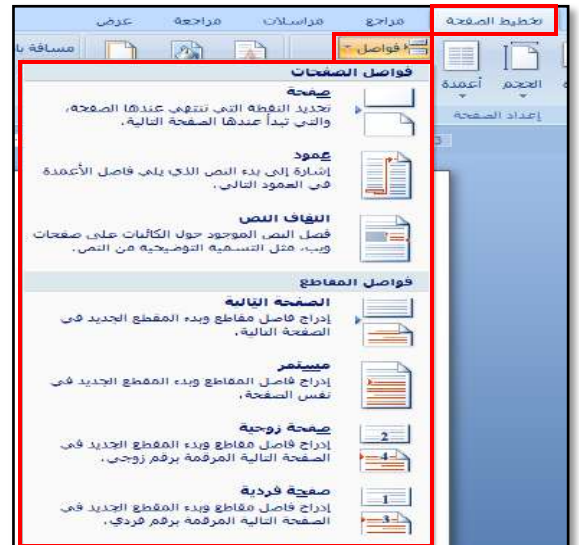 تخطيط الصفحة مراجع مراسلات مراجعة عرض
فواصل
مسافة
الحجم أعمدة
إعداد الصفحة
3
فواصل الصفحات
صفحة
تحديد النقطة التي تنتهي عندها الصفحة،
والتي تبدأ عندها الصفحة التالية.
عمود
إشارة إلى بدء النص الذي يلي فاصل الأعمدة
في العمود التالي.
التفاف النص
فصل النص الموجود حول الكائنات على صفحات
ويب، مثل التسمية التوضيحية من النص.
فواصل المقاطع
الصفحة التالية
إدراج فاصل مقاطع وبدء المقطع الجديد في
الصفحة التالية.
مستمر
إدراج فاصل المقاطع وبدء المقطع الجديد في
نفس الصفحة.
صفحة زوجية
2
4
إدراج فاصل مقاطع وبدء المقطع الجديد في
الصفحة التالية المرقمة برقم زوجي.
صفحة فردية
1
3
إدراج فاصل مقاطع وبدء المقطع الجديد في
الصفحة التالية المرقمة برقم فردي.